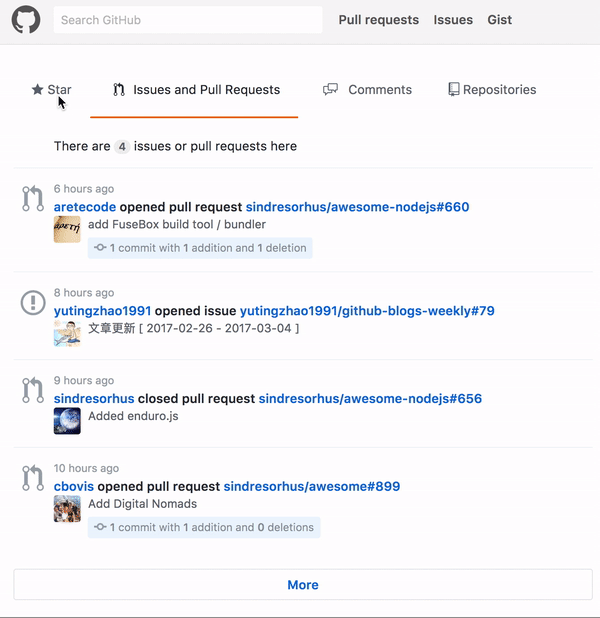 Search GitHub Pull requests Issues Gist
Star Issues and Pull Requests Comments Repositories
There are 4 issues or pull requests here
6 hours ago
aretecode opened pull request sindresorhus/awesome-nodejs#660
add FuseBox build tool / bundler
1 commit with 1 addition and 1 deletion
8 hours ago
yutingzhao1991 opened issue yutingzhao1991/github-blogs-weekly#79
文章更新 [ 2017-02-26 - 2017-03-04 ]
9 hours ago
sindresorhus closed pull request sindresorhus/awesome-nodejs#656
Added enduro.js
10 hours ago
cbovis opened pull request sindresorhus/awesome#899
Add Digital Nomads
1 commit with 1 addition and 0 deletions
More